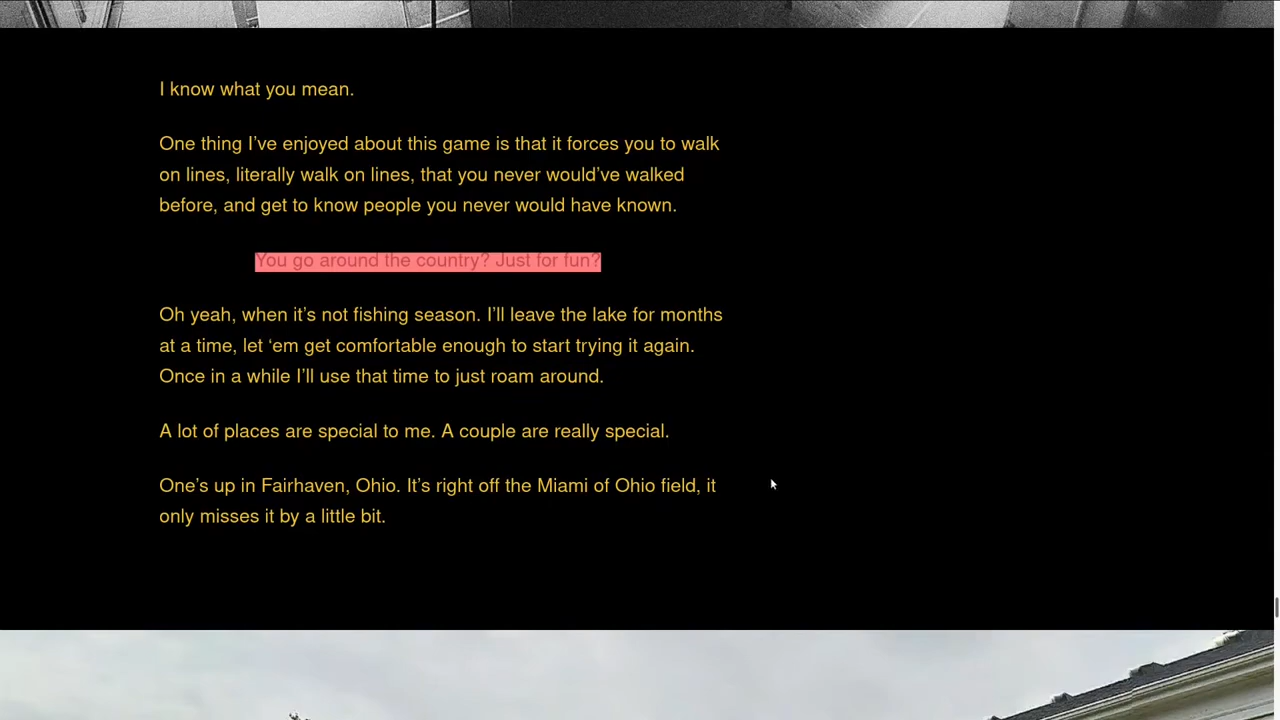 I know what you mean.
One thing I’ve enjoyed about this game is that it forces you to walk
on lines, literally walk on lines, that you never would’ve walked
before, and get to know people you never would have known.
You go around the country? Just for fun?
Oh yeah, when it’s not fishing season. I’ll leave the lake for months
at a time, let ‘em get comfortable enough to start trying it again.
Once in a while I’ll use that time to just roam around.
A lot of places are special to me. A couple are really special.
One’s up in Fairhaven, Ohio. It’s right off the Miami of Ohio field, it
only misses it by a little bit.